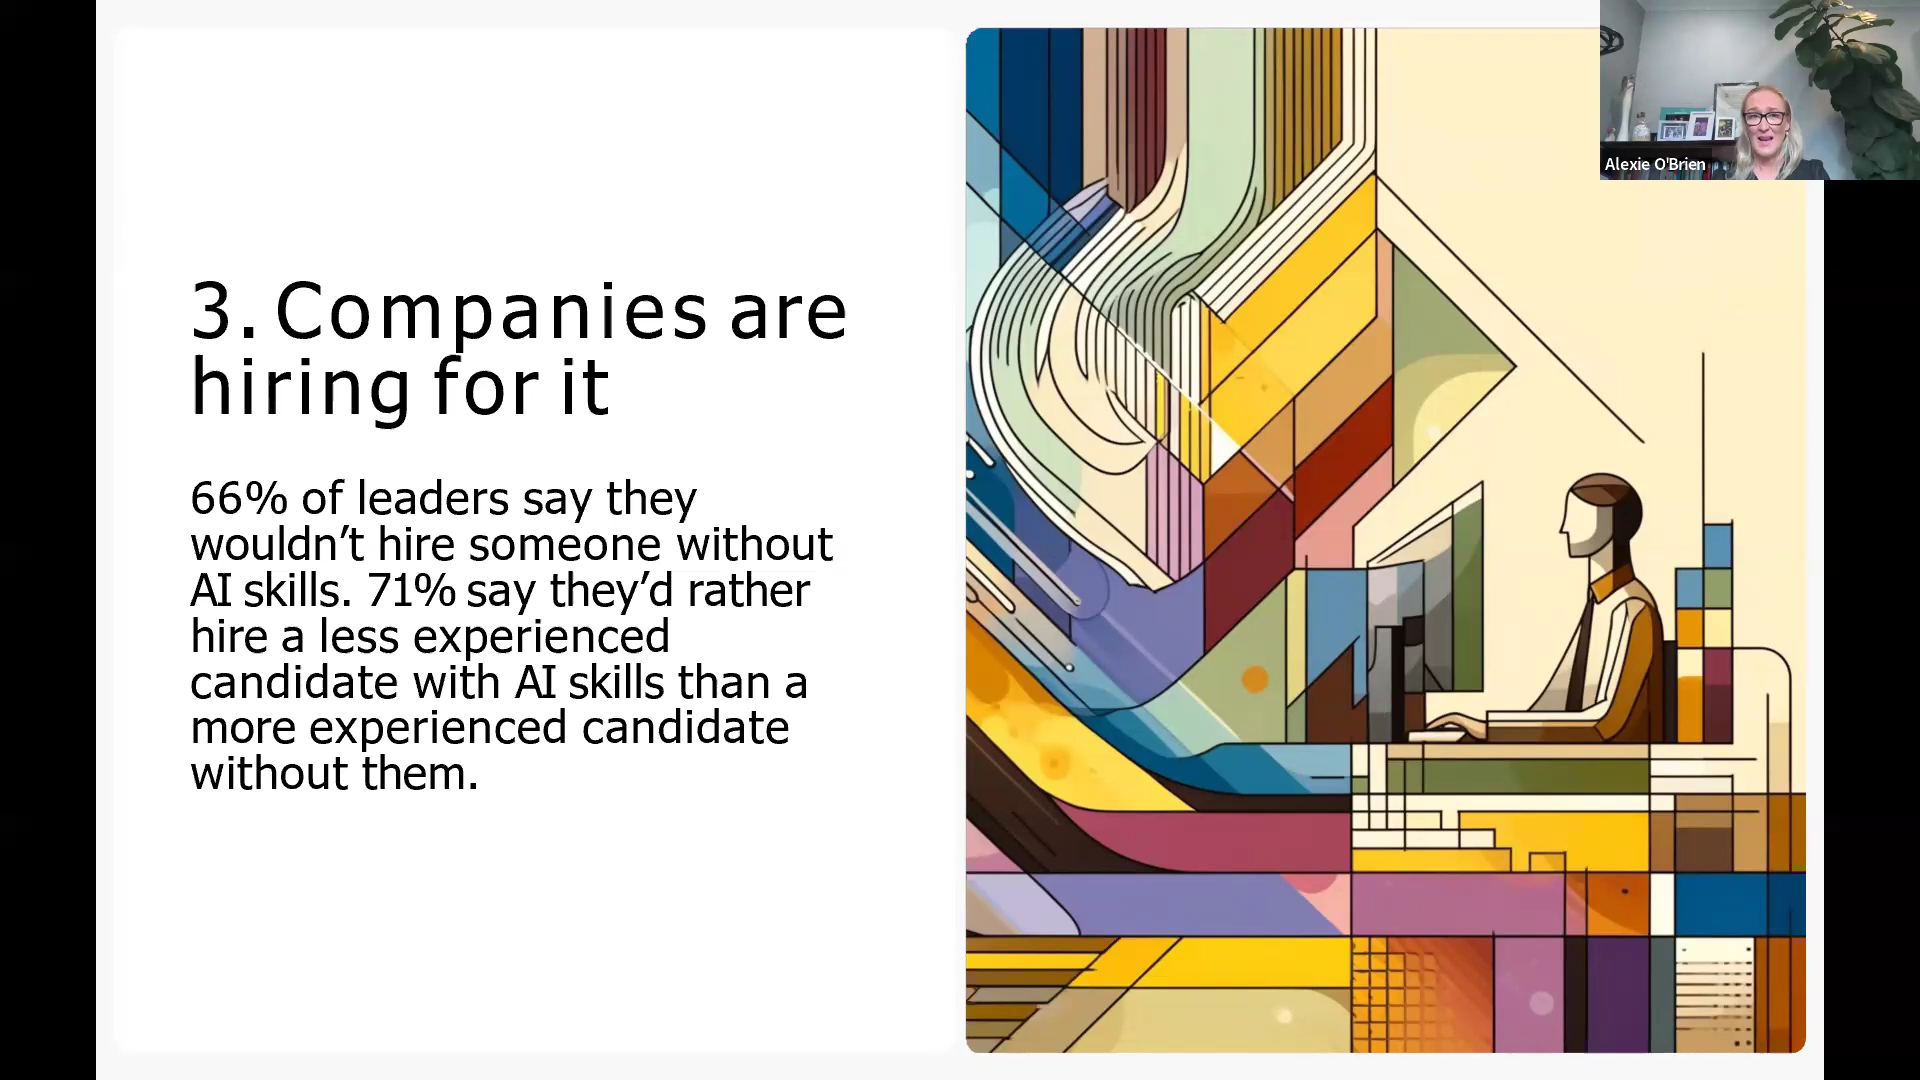 Alexie O'Brien
3. Companies are
hiring for it
66% of leaders say they
wouldn’t hire someone without
AI skills. 71% say they’d rather
hire a less experienced
candidate with AI skills than a
more experienced candidate
without them.